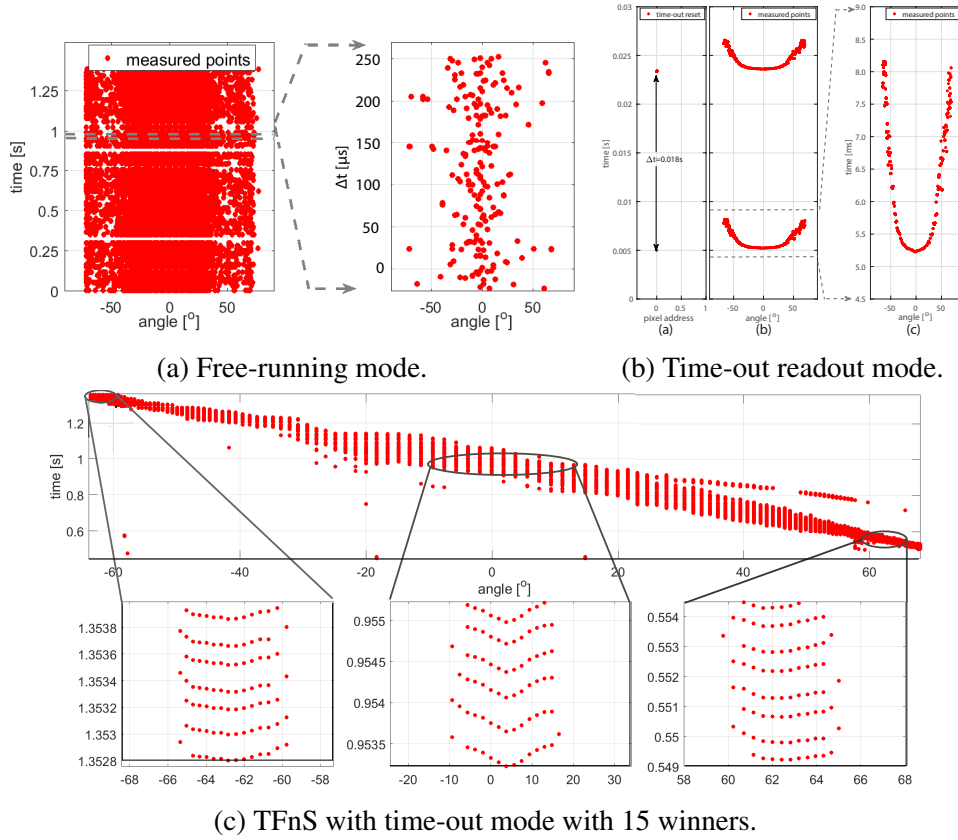 measured points
time [s]
1.25
1
0.75
0.5
0.25
0
-50 0 50
angle [o]
Δt [µs]
250
200
150
100
50
0
-50 0 50
angle [o]
time-out reset
measured points
time[s]
0.03
0.025
0.02
0.015
0.01
0.005
0
Δt=0.018s
0 0.5 1
pixel address
(a)
-50 0 50
angle [o]
(b)
measured points
time [ms]
9.0
8.5
8.0
7.5
7.0
6.5
6.0
5.5
5.0
4.5
-50 0 50
angle [o]
(c)
(a) Free-running mode.
(b) Time-out readout mode.
time [s]
1.2
1
0.8
0.6
-60 -40 -20 0 20 40 60
angle [o]
1.3538
1.3536
1.3535
1.3533
1.3532
1.353
1.3528
-68 -66 -64 -62 -60 -58
0.955
0.9545
0.954
0.9535
-20 -10 0 10 20 30
0.554
0.553
0.552
0.551
0.55
0.549
58 60 62 64 66 68
(c) TFnS with time-out mode with 15 winners.